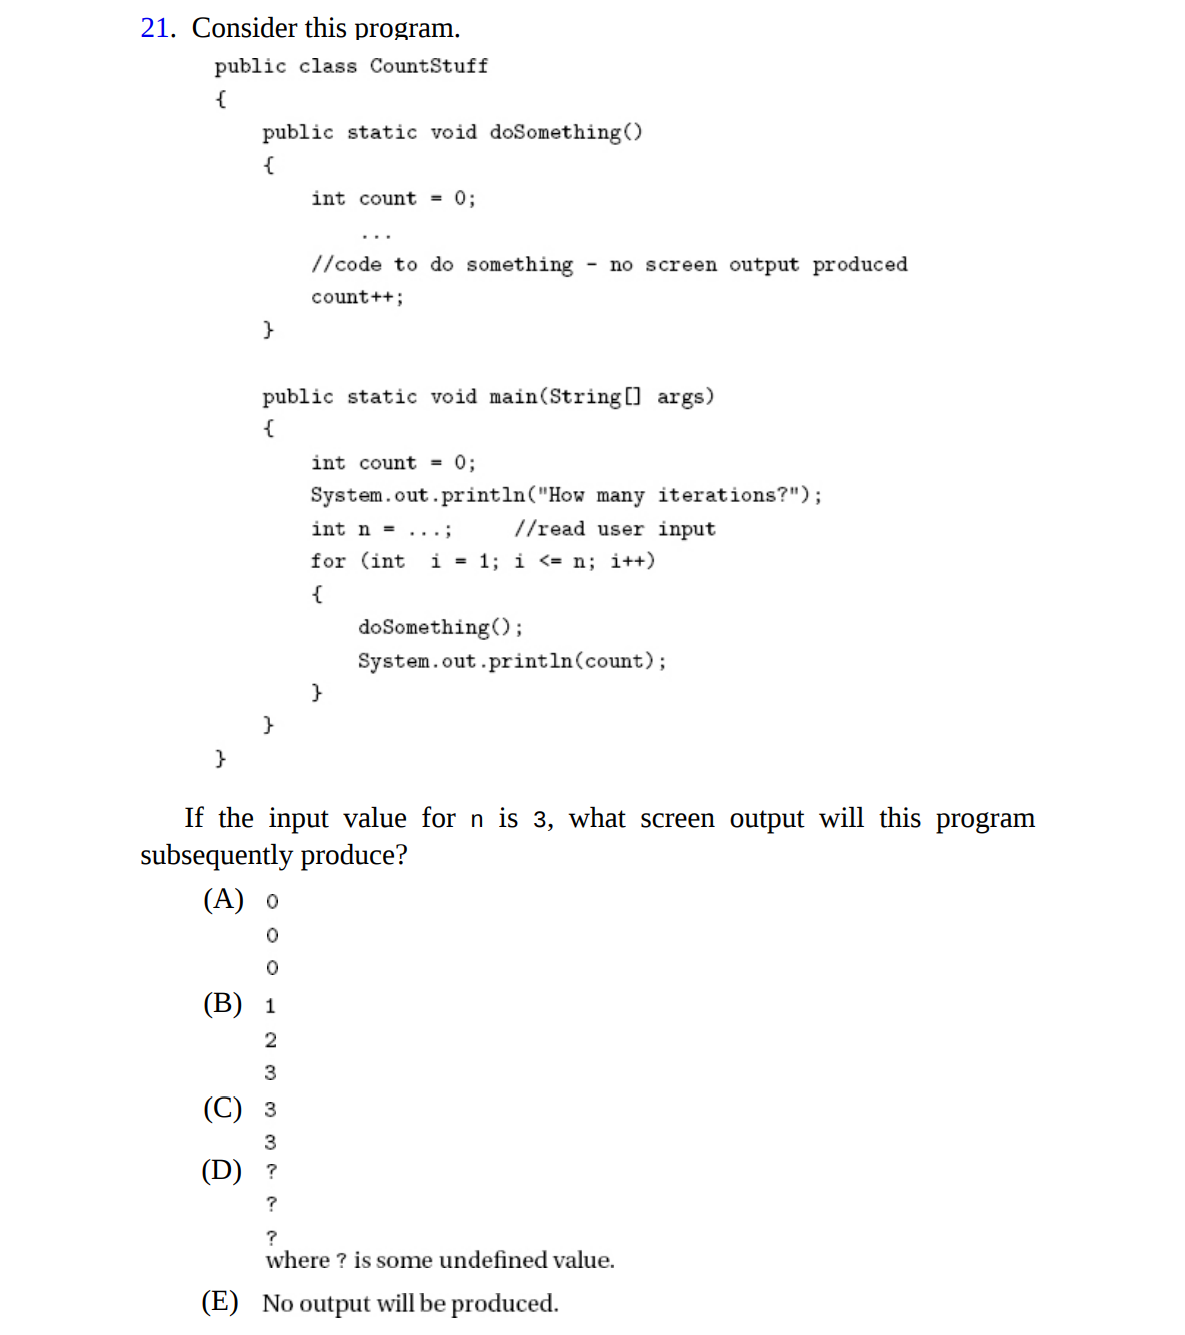 21. Consider this program.
public class CountStuff
{
public static void doSomething()
{
int count = 0;
...
//code to do something - no screen output produced
count++;
}
public static void main(String[] args)
{
int count = 0;
System.out.println("How many iterations?");
int n = ...; //read user input
for (int i = 1; i <= n; i++)
{
doSomething();
System.out.println(count);
}
}
}
If the input value for n is 3, what screen output will this program
subsequently produce?
(A) 0
0
0
(B) 1
2
3
(C) 3
3
(D) ?
?
?
where ? is some undefined value.
(E) No output will be produced.